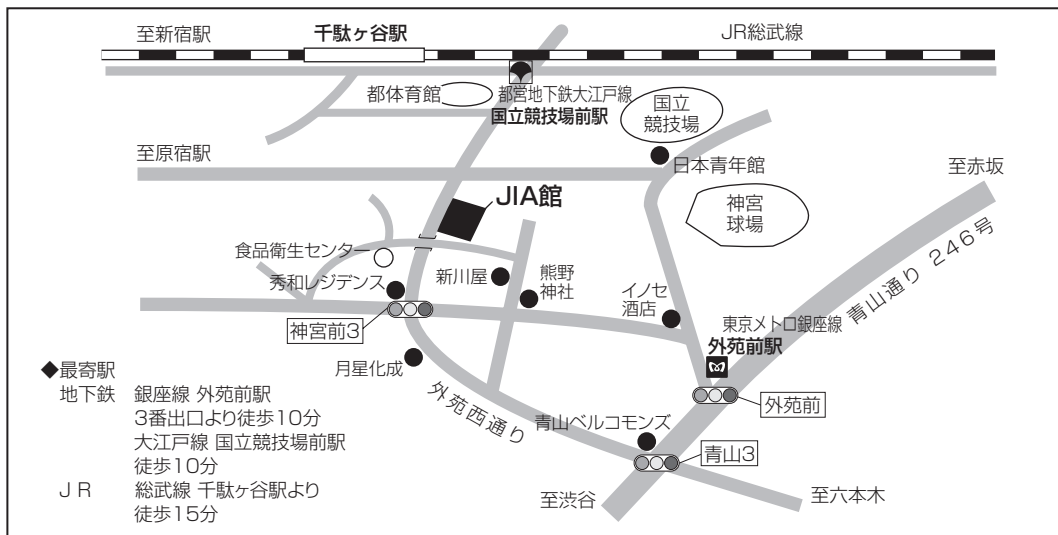 至新宿駅
千駄ヶ谷駅
JR総武線
都体育館
都営地下鉄大江戸線
国立競技場前駅
国立
競技場
至原宿駅
日本青年館
至赤坂
JIA館
神宮
球場
食品衛生センター
秀和レジデンス
新川屋
熊野
神社
イノセ
酒店
青山通り 246号
神宮前3
東京メトロ銀座線
外苑前駅
月星化成
外苑西通り
外苑前
青山ベルコモンズ
青山3
至渋谷
至六本木
◆最寄駅
地下鉄 銀座線 外苑前駅
3番出口より徒歩10分
大江戸線 国立競技場前駅
徒歩10分
JR 総武線 千駄ヶ谷駅より
徒歩15分